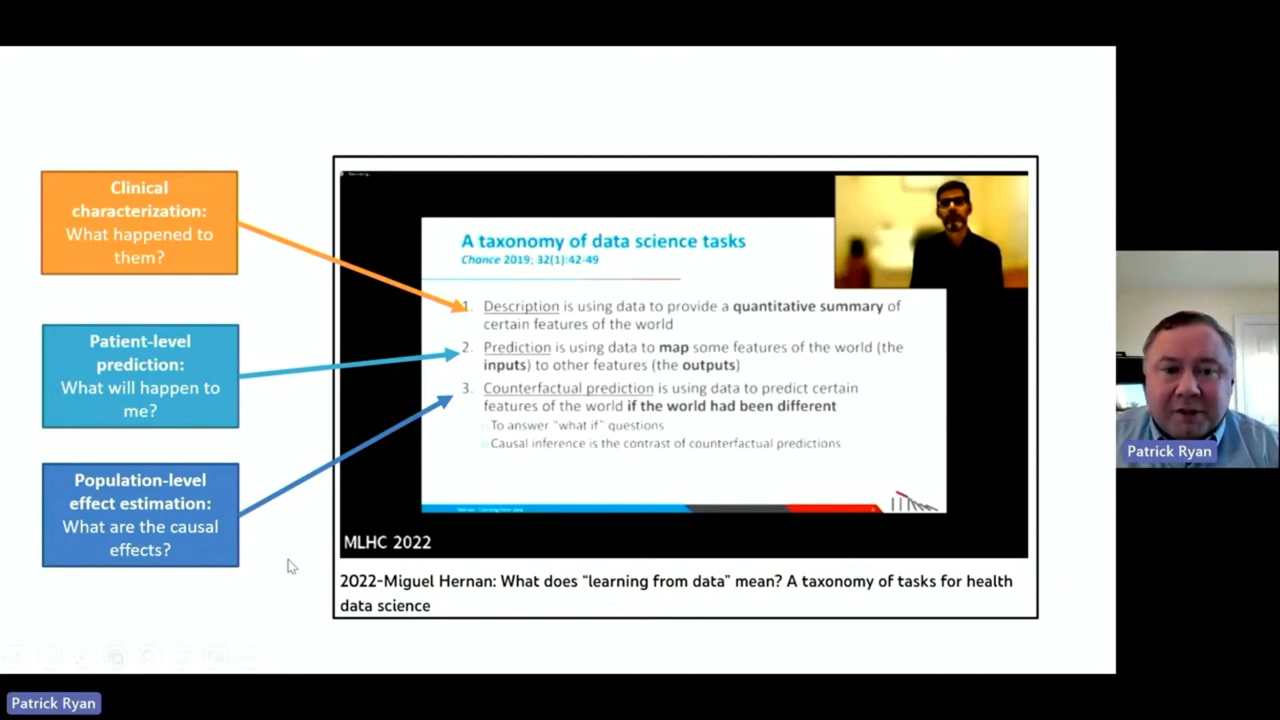 Clinical
characterization:
What happened to
them?
Patient-level
prediction:
What will happen to
me?
Population-level
effect estimation:
What are the causal
effects?
A taxonomy of data science tasks
Chance 2019; 32(1):42-49
1. Description is using data to provide a quantitative summary of
certain features of the world
2. Prediction is using data to map some features of the world (the
inputs) to other features (the outputs)
3. Counterfactual prediction is using data to predict certain
features of the world if the world had been different
To answer "what if" questions
Causal inference is the contrast of counterfactual predictions
Hernan - Learning from data
MLHC 2022
2022-Miguel Hernan: What does "learning from data" mean? A taxonomy of tasks for health
data science
Patrick Ryan
Patrick Ryan